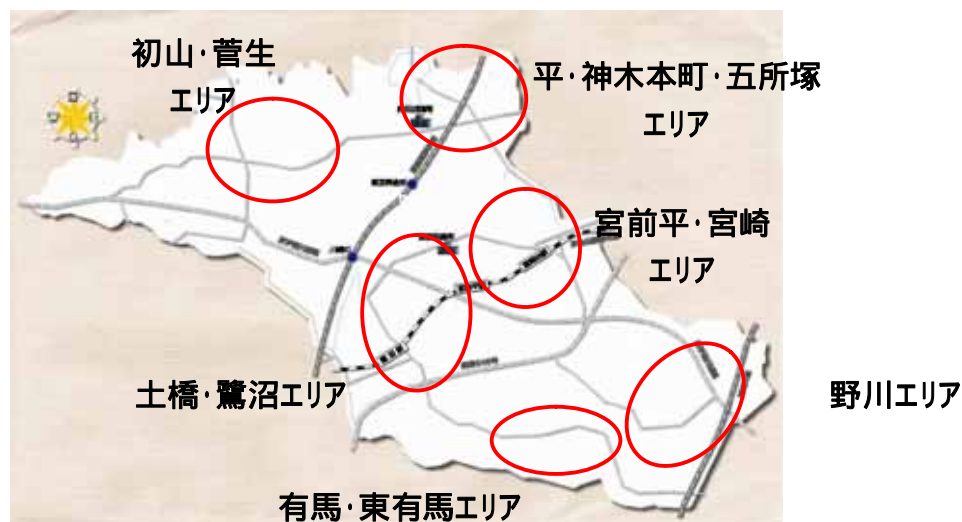 初山・菅生
エリア
平・神木本町・五所塚
エリア
宮前平・宮崎
エリア
土橋・鷺沼エリア
野川エリア
有馬・東有馬エリア